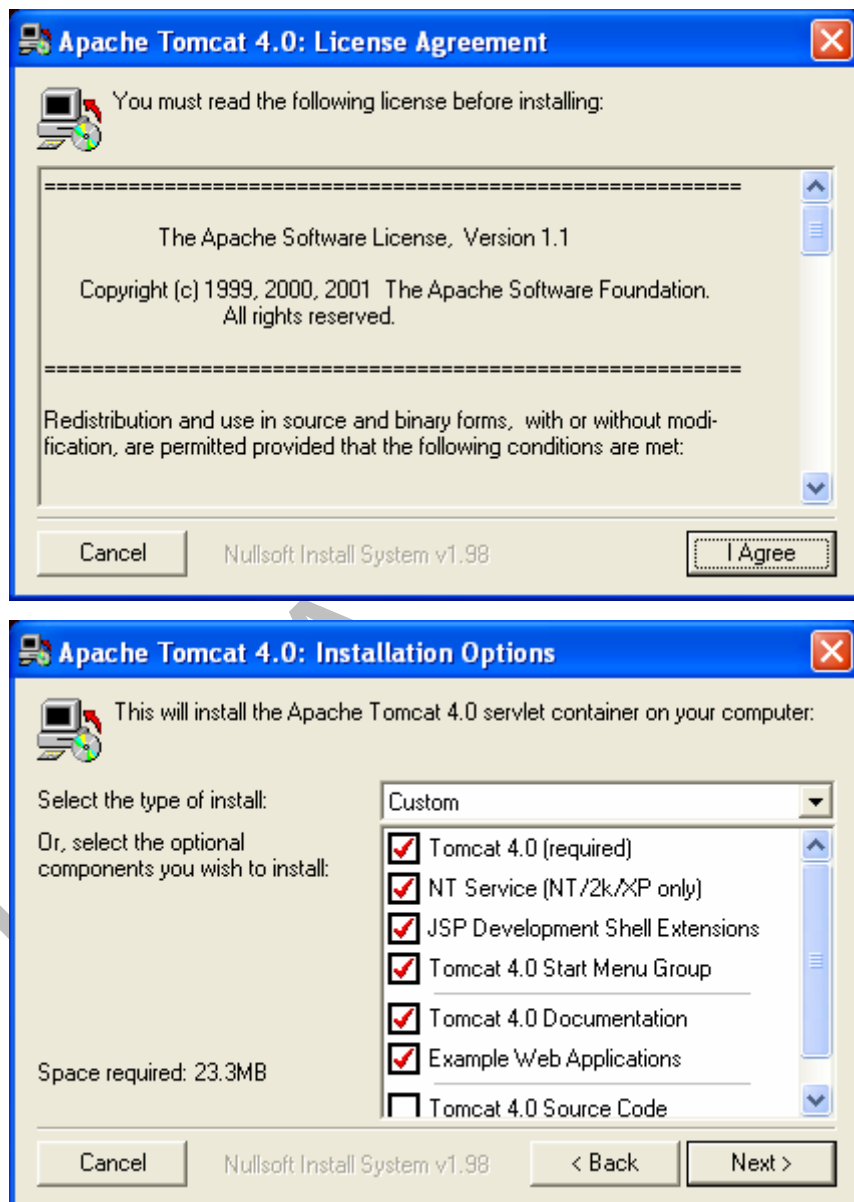 Apache Tomcat 4.0: License Agreement
You must read the following license before installing:
===========================================================
The Apache Software License, Version 1.1
Copyright (c) 1999, 2000, 2001 The Apache Software Foundation.
All rights reserved.
===========================================================
Redistribution and use in source and binary forms, with or without modi-
fication, are permitted provided that the following conditions are met:
Cancel
Nullsoft Install System v1.98
I Agree
Apache Tomcat 4.0: Installation Options
This will install the Apache Tomcat 4.0 servlet container on your computer:
Select the type of install:
Custom
Or, select the optional
components you wish to install:
Tomcat 4.0 (required)
NT Service (NT/2k/XP only)
JSP Development Shell Extensions
Tomcat 4.0 Start Menu Group
Tomcat 4.0 Documentation
Example Web Applications
Tomcat 4.0 Source Code
Space required: 23.3MB
Cancel
Nullsoft Install System v1.98
< Back
Next >